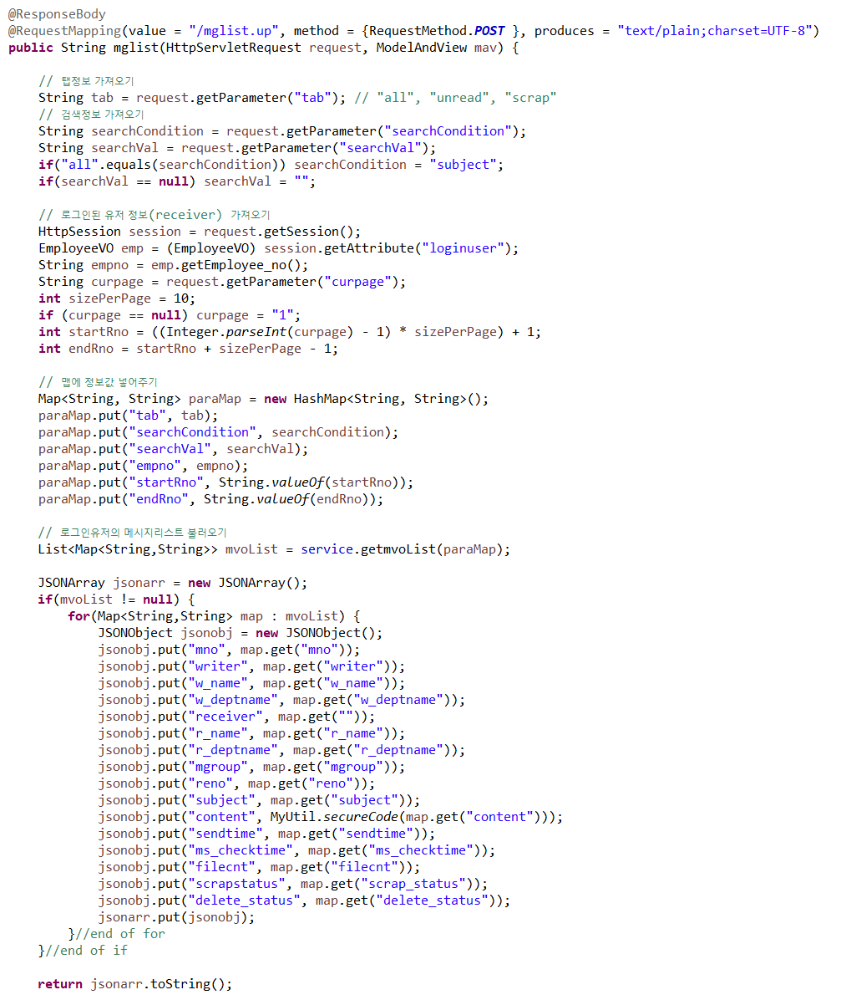 @ResponseBody
@RequestMapping(value = "/mglist.up", method = {RequestMethod.POST }, produces = "text/plain;charset=UTF-8")
public String mglist(HttpServletRequest request, ModelAndView mav) {
// 탭정보 가져오기
String tab = request.getParameter("tab"); // "all", "unread", "scrap"
// 검색정보 가져오기
String searchCondition = request.getParameter("searchCondition");
String searchVal = request.getParameter("searchVal");
if("all".equals(searchCondition)) searchCondition = "subject";
if(searchVal == null) searchVal = "";
// 로그인된 유저 정보(receiver) 가져오기
HttpSession session = request.getSession();
EmployeeVO emp = (EmployeeVO) session.getAttribute("loginuser");
String empno = emp.getEmployee_no();
String curpage = request.getParameter("curpage");
int sizePerPage = 10;
if (curpage == null) curpage = "1";
int startRno = ((Integer.parseInt(curpage) - 1) * sizePerPage) + 1;
int endRno = startRno + sizePerPage - 1;
// 맵에 정보값 넣어주기
Map<String, String> paraMap = new HashMap<String, String>();
paraMap.put("tab", tab);
paraMap.put("searchCondition", searchCondition);
paraMap.put("searchVal", searchVal);
paraMap.put("empno", empno);
paraMap.put("startRno", String.valueOf(startRno));
paraMap.put("endRno", String.valueOf(endRno));
// 로그인유저의 메시지리스트 불러오기
List<Map<String,String>> mvoList = service.getmvoList(paraMap);
JSONArray jsonarr = new JSONArray();
if(mvoList != null) {
for(Map<String,String> map : mvoList) {
JSONObject jsonobj = new JSONObject();
jsonobj.put("mno", map.get("mno"));
jsonobj.put("writer", map.get("writer"));
jsonobj.put("w_name", map.get("w_name"));
jsonobj.put("w_deptname", map.get("w_deptname"));
jsonobj.put("receiver", map.get(""));
jsonobj.put("r_name", map.get("r_name"));
jsonobj.put("r_deptname", map.get("r_deptname"));
jsonobj.put("mgroup", map.get("mgroup"));
jsonobj.put("reno", map.get("reno"));
jsonobj.put("subject", map.get("subject"));
jsonobj.put("content", MyUtil.secureCode(map.get("content")));
jsonobj.put("sendtime", map.get("sendtime"));
jsonobj.put("ms_checktime", map.get("ms_checktime"));
jsonobj.put("filecnt", map.get("filecnt"));
jsonobj.put("scrapstatus", map.get("scrap_status"));
jsonobj.put("delete_status", map.get("delete_status"));
jsonarr.put(jsonobj);
}//end of for
}//end of if
return jsonarr.toString();